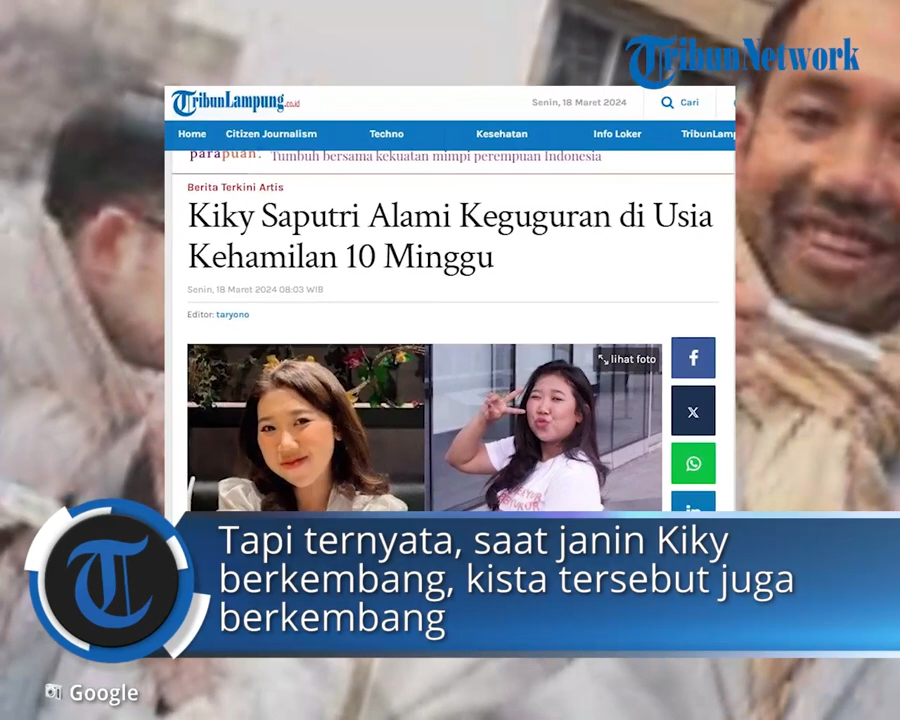 TribunNetwork
TribunLampung.co.id
Senin, 18 Maret 2024
Cari
Home Citizen Journalism Techno Kesehatan Info Loker TribunLamp
parapuan. Tumbuh bersama kekuatan mimpi perempuan Indonesia
Berita Terkini Artis
Kiky Saputri Alami Keguguran di Usia
Kehamilan 10 Minggu
Senin, 18 Maret 2024 08:03 WIB
Editor: taryono
lihat foto
f
X
in
T
Tapi ternyata, saat janin Kiky
berkembang, kista tersebut juga
berkembang
Google